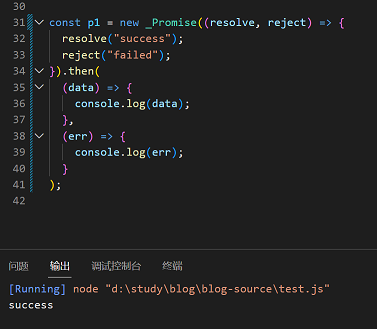 30
31 const p1 = new _Promise((resolve, reject) => {
32 resolve("success");
33 reject("failed");
34 }).then(
35 (data) => {
36 console.log(data);
37 },
38 (err) => {
39 console.log(err);
40 }
41 );
42
问题 输出 调试控制台 终端
[Running] node "d:\study\blog\blog-source\test.js"
success